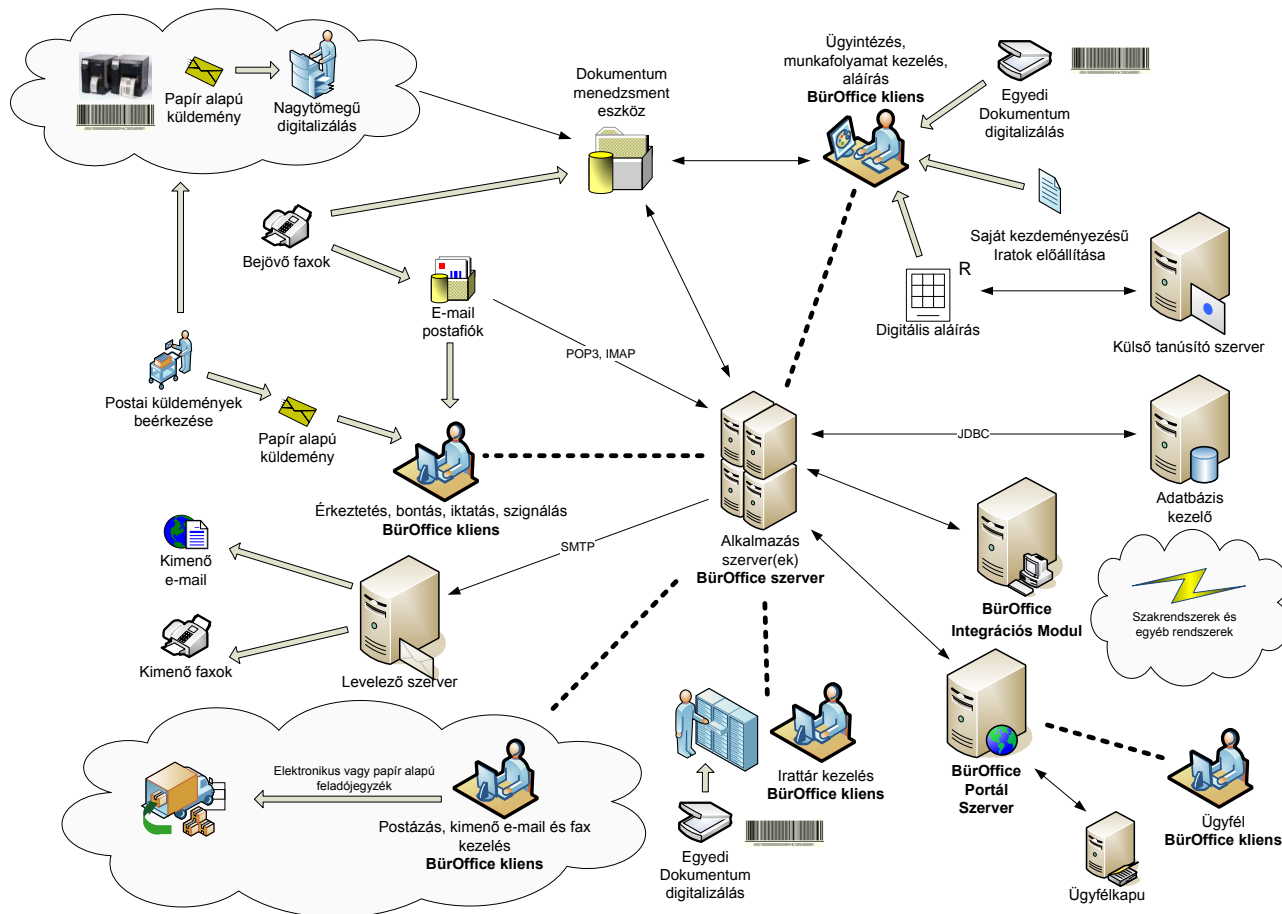 Papír alapú
küldemény
Nagytömegű
digitalizálás
Dokumentum
menedzsment
eszköz
Ügyintézés,
munkafolyamat kezelés,
aláírás
BürOffice kliens
Egyedi
Dokumentum
digitalizálás
Bejövő faxok
E-mail
postafiók
Saját kezdeményezésű
Iratok előállítása
R
Digitális aláírás
Külső tanúsító szerver
POP3, IMAP
Postai küldemények
beérkezése
Papír alapú
küldemény
JDBC
Adatbázis
kezelő
Érkeztetés, bontás, iktatás, szignálás
BürOffice kliens
Alkalmazás
szerver(ek)
BürOffice szerver
SMTP
Kimenő
e-mail
Kimenő faxok
Levelező szerver
BürOffice
Integrációs Modul
Szakrendszerek és
egyéb rendszerek
Elektronikus vagy papír alapú
feladójegyzék
Postázás, kimenő e-mail és fax
kezelés
BürOffice kliens
Irattár kezelés
BürOffice kliens
Egyedi
Dokumentum
digitalizálás
BürOffice
Portál
Szerver
Ügyfél
BürOffice kliens
Ügyfélkapu